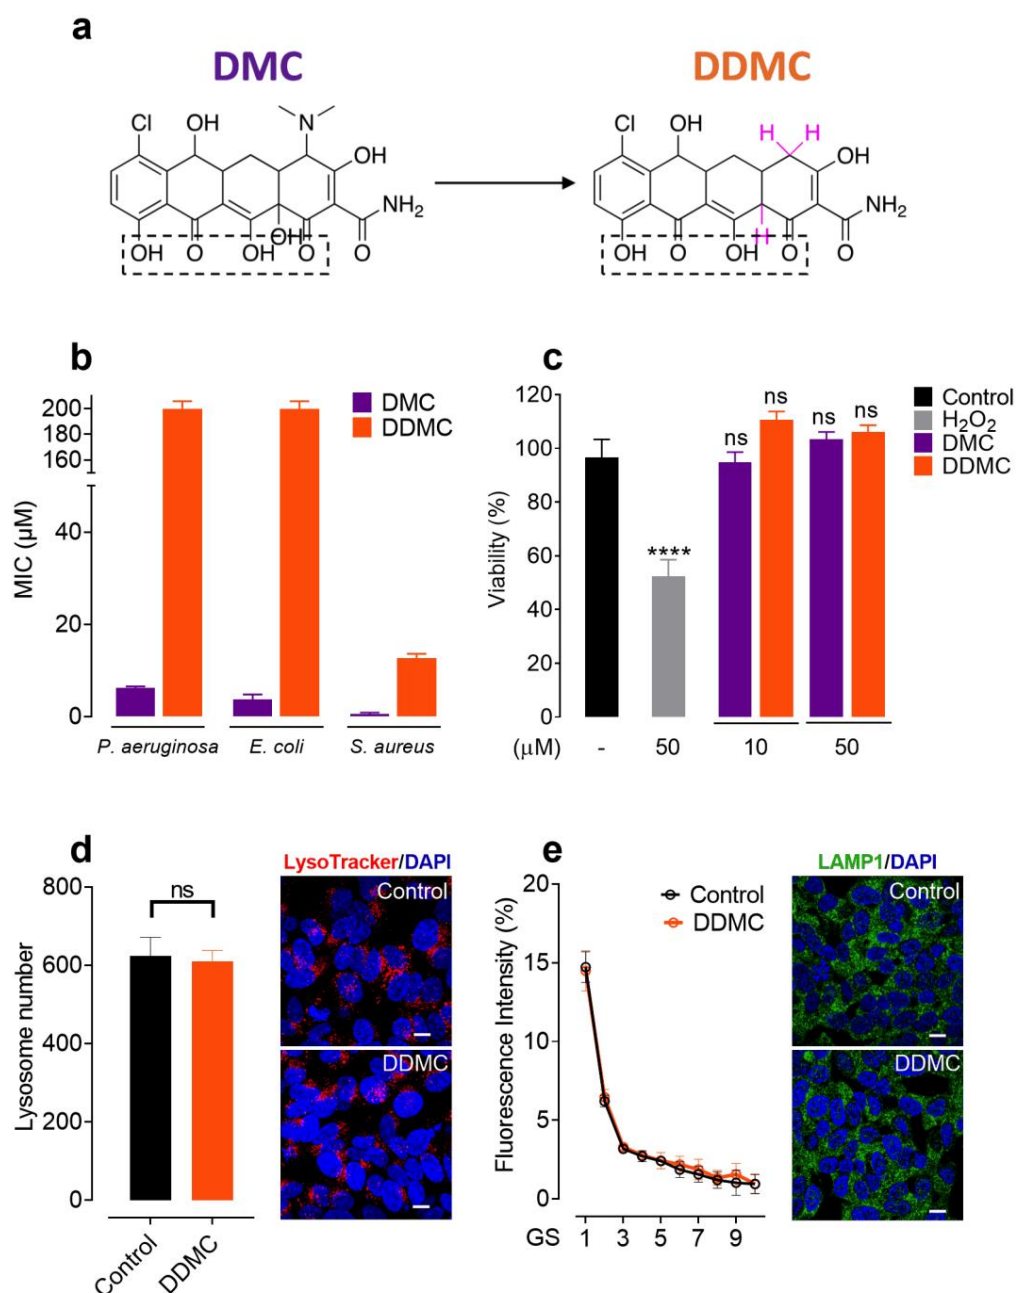 a
DMC
DDMC
Cl OH N OH NH₂ O
OH O OH OH O
Cl OH H H OH NH₂ O
OH O OH H O
b
MIC (µM)
200
180
160
40
20
0
DMC
DDMC
P. aeruginosa E. coli S. aureus
c
Viability (%)
120
100
80
60
40
20
0
**** ns ns ns ns
Control
H₂O₂
DMC
DDMC
(µM) - 50 10 50
d
Lysosome number
800
600
400
200
0
ns
Control DDMC
LysoTracker/DAPI
Control
DDMC
e
Fluorescence Intensity (%)
20
15
10
5
0
Control
DDMC
GS 1 3 5 7 9
LAMP1/DAPI
Control
DDMC